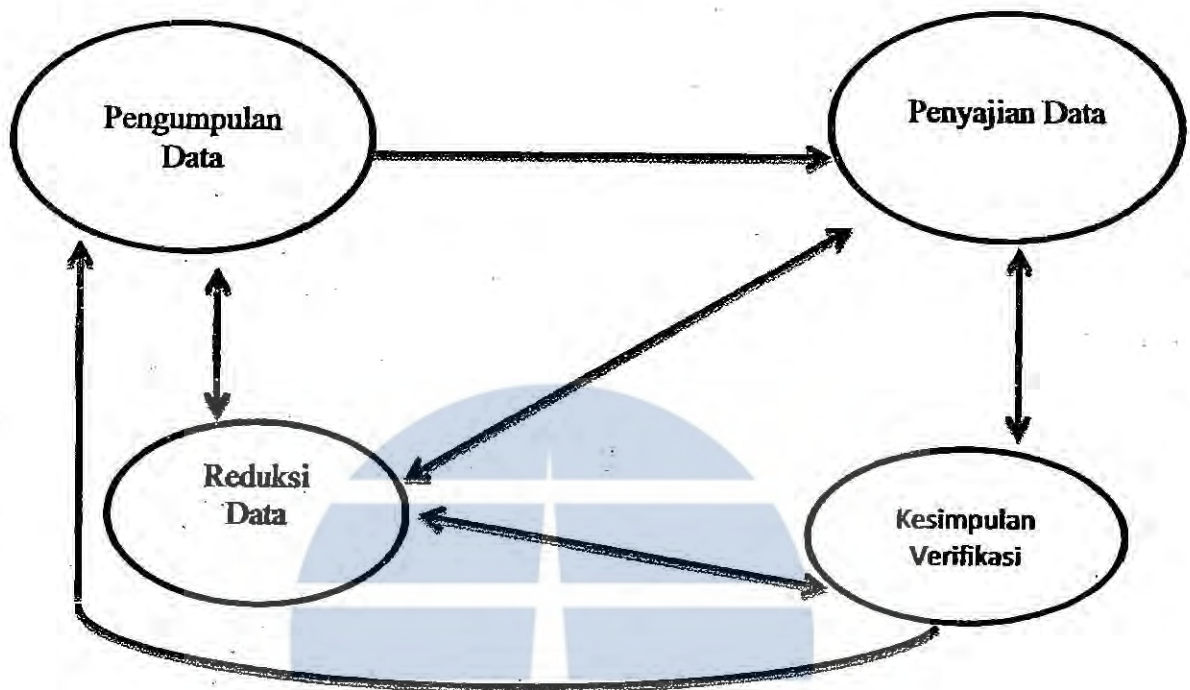 Pengumpulan
Data
Penyajian Data
Reduksi
Data
Kesimpulan
Verifikasi